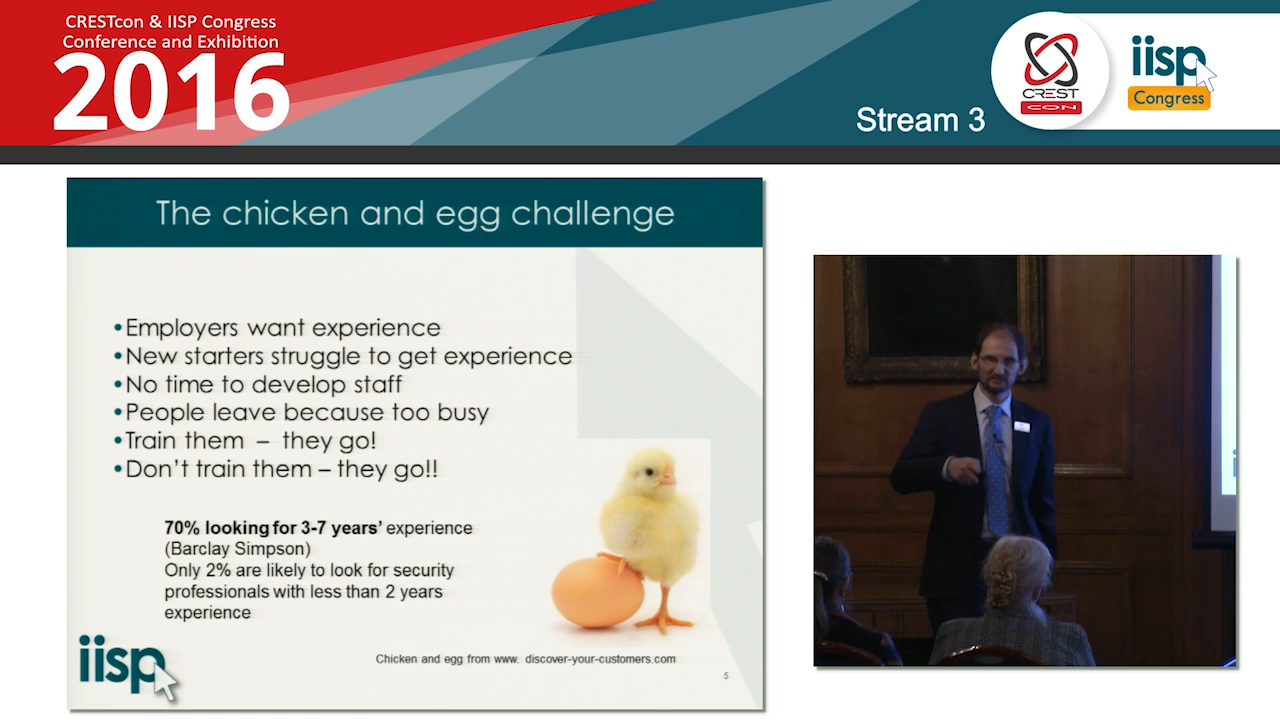 CRESTcon & IISP Congress
Conference and Exhibition
2016
Stream 3
CREST
CON
iisp
Congress
The chicken and egg challenge
•Employers want experience
•New starters struggle to get experience
•No time to develop staff
•People leave because too busy
•Train them – they go!
•Don't train them – they go!!
70% looking for 3-7 years' experience
(Barclay Simpson)
Only 2% are likely to look for security
professionals with less than 2 years
experience
iisp
Chicken and egg from www. discover-your-customers.com
5